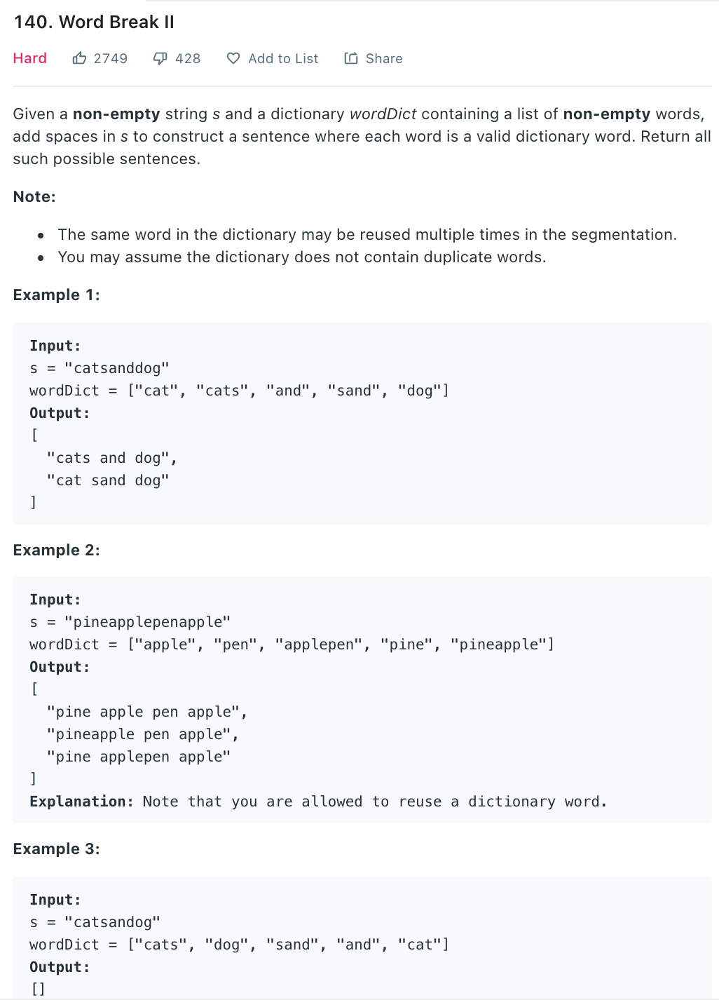 140. Word Break II
Hard 2749 428 Add to List Share
Given a non-empty string s and a dictionary wordDict containing a list of non-empty words,
add spaces in s to construct a sentence where each word is a valid dictionary word. Return all
such possible sentences.
Note:
• The same word in the dictionary may be reused multiple times in the segmentation.
• You may assume the dictionary does not contain duplicate words.
Example 1:
Input:
s = "catsanddog"
wordDict = ["cat", "cats", "and", "sand", "dog"]
Output:
[
"cats and dog",
"cat sand dog"
]
Example 2:
Input:
s = "pineapplepenapple"
wordDict = ["apple", "pen", "applepen", "pine", "pineapple"]
Output:
[
"pine apple pen apple",
"pineapple pen apple",
"pine applepen apple"
]
Explanation: Note that you are allowed to reuse a dictionary word.
Example 3:
Input:
s = "catsandog"
wordDict = ["cats", "dog", "sand", "and", "cat"]
Output:
[]